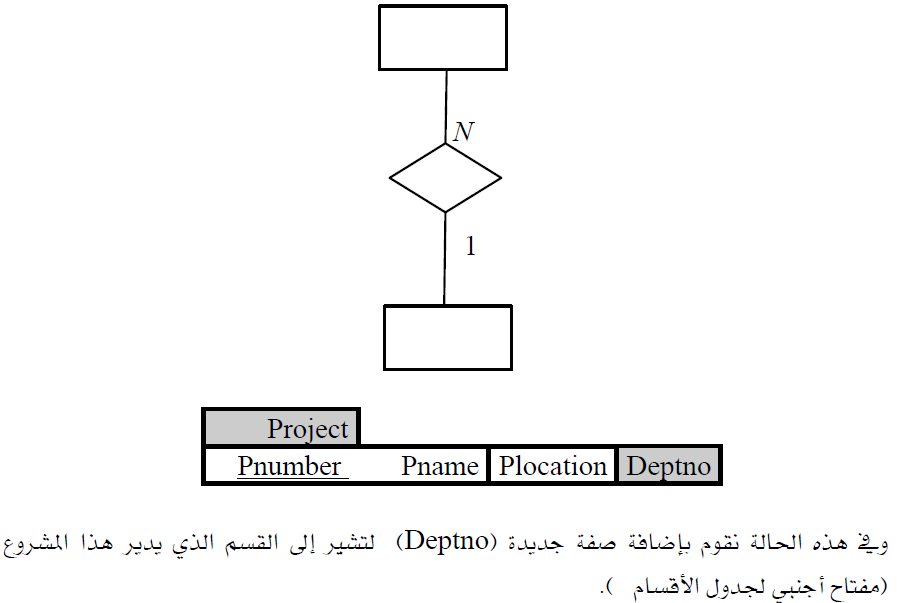 N
1
Project
Pnumber Pname Plocation Deptno
وفي هذه الحالة نقوم بإضافة صفة جديدة (Deptno) لتشير إلى القسم الذي يدير هذا المشروع
(مفتاح أجنبي لجدول الأقسام ).